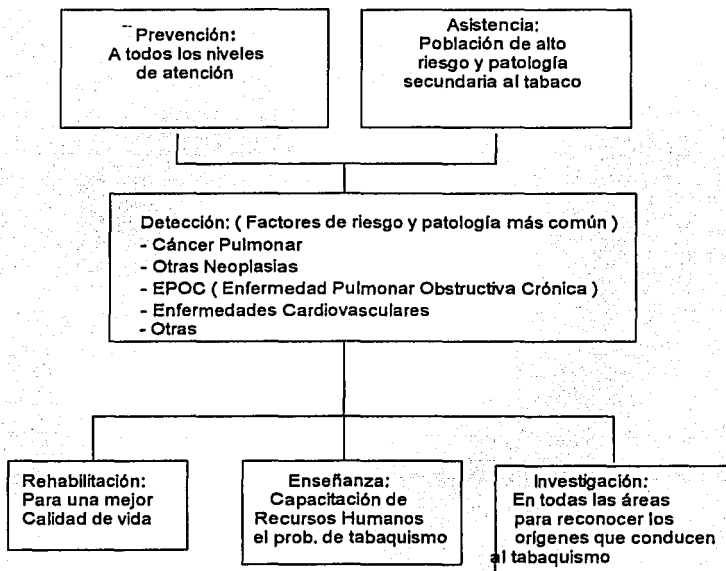 Prevención:
A todos los niveles
de atención
Asistencia:
Población de alto
riesgo y patología
secundaria al tabaco
Detección: ( Factores de riesgo y patología más común )
- Cáncer Pulmonar
- Otras Neoplasias
- EPOC ( Enfermedad Pulmonar Obstructiva Crónica )
- Enfermedades Cardiovasculares
- Otras
Rehabilitación:
Para una mejor
Calidad de vida
Enseñanza:
Capacitación de
Recursos Humanos
el prob. de tabaquismo
Investigación:
En todas las áreas
para reconocer los
orígenes que conducen
al tabaquismo